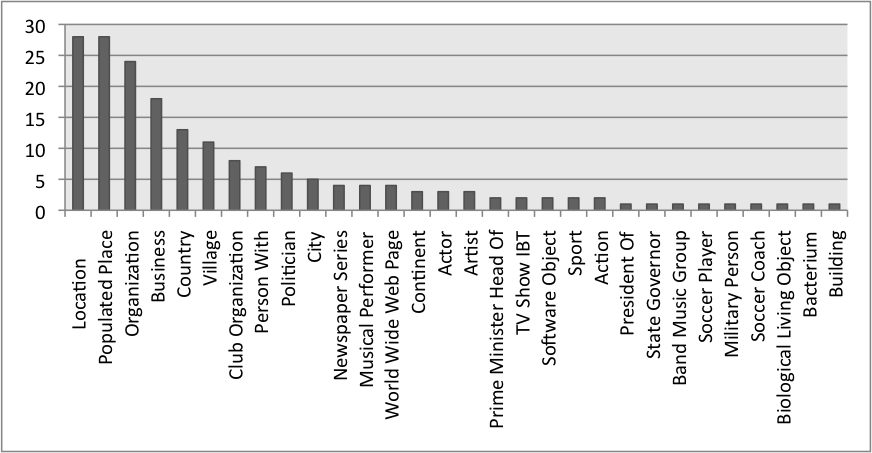 30
25
20
15
10
5
0
Location
Populated Place
Organization
Business
Country
Village
Club Organization
Person With
Politician
City
Newspaper Series
Musical Performer
World Wide Web Page
Continent
Actor
Artist
Prime Minister Head Of
TV Show IBT
Software Object
Sport
Action
President Of
State Governor
Band Music Group
Soccer Player
Military Person
Soccer Coach
Biological Living Object
Bacterium
Building